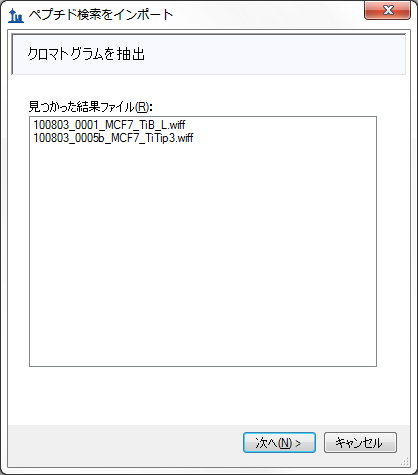 ペプチド検索をインポート
クロマトグラムを抽出
見つかった結果ファイル(R):
100803_0001_MCF7_TiB_L.wiff
100803_0005b_MCF7_TiTip3.wiff
次へ(N) >
キャンセル